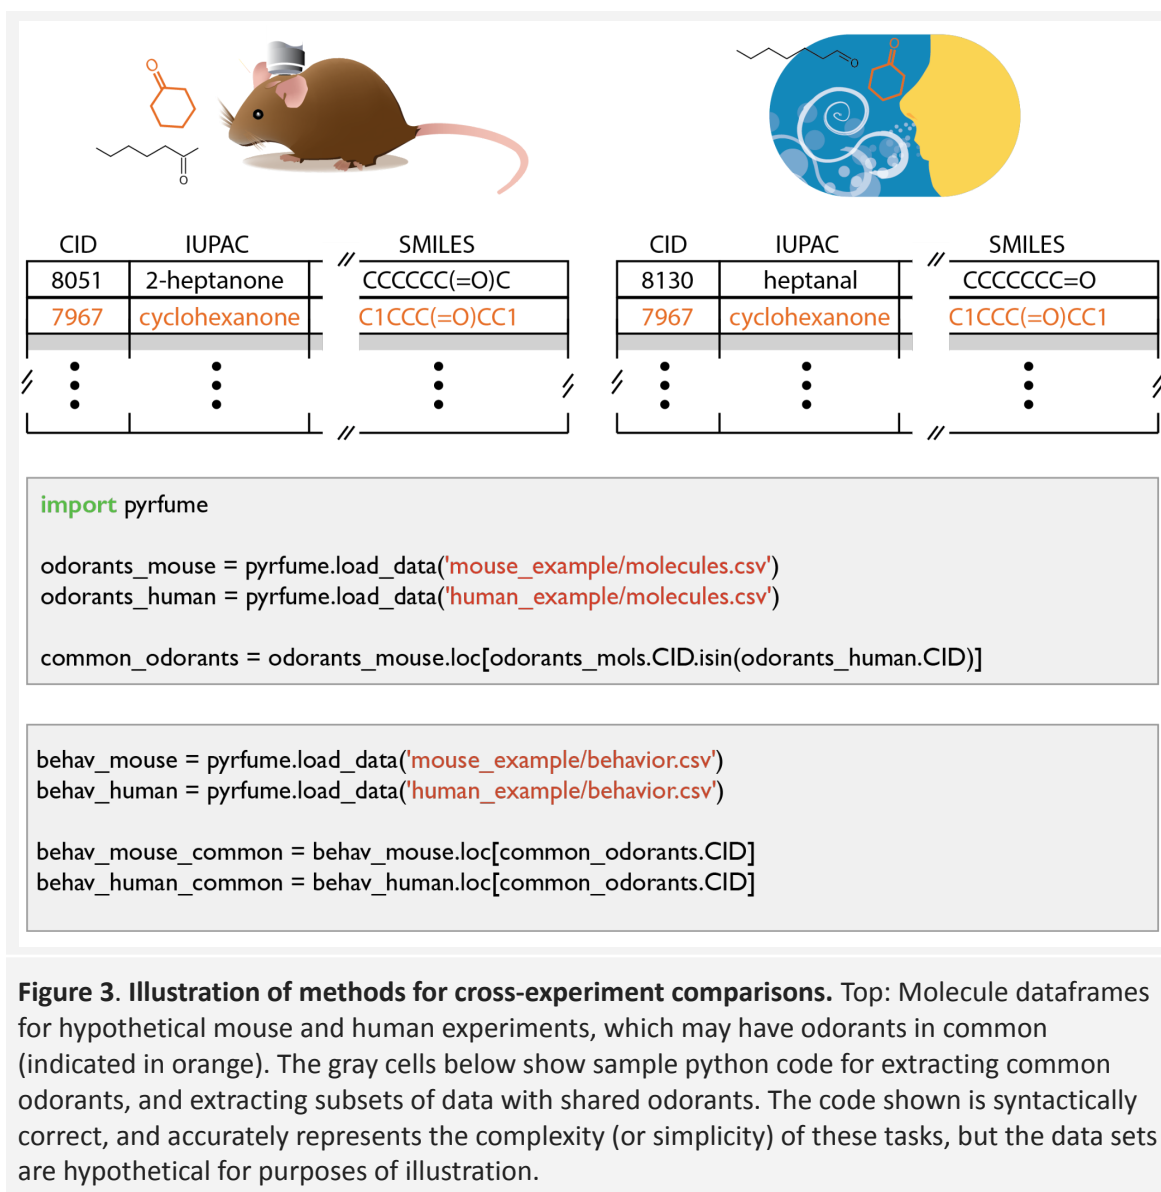 O
O
O
O
CID IUPAC SMILES
8051 2-heptanone CCCCCC(=O)C
7967 cyclohexanone C1CCC(=O)CC1
CID IUPAC SMILES
8130 heptanal CCCCCCC=O
7967 cyclohexanone C1CCC(=O)CC1
import pyrfume
odorants_mouse = pyrfume.load_data('mouse_example/molecules.csv')
odorants_human = pyrfume.load_data('human_example/molecules.csv')
common_odorants = odorants_mouse.loc[odorants_mols.CID.isin(odorants_human.CID)]
behav_mouse = pyrfume.load_data('mouse_example/behavior.csv')
behav_human = pyrfume.load_data('human_example/behavior.csv')
behav_mouse_common = behav_mouse.loc[common_odorants.CID]
behav_human_common = behav_human.loc[common_odorants.CID]
Figure 3. Illustration of methods for cross-experiment comparisons. Top: Molecule dataframes
for hypothetical mouse and human experiments, which may have odorants in common
(indicated in orange). The gray cells below show sample python code for extracting common
odorants, and extracting subsets of data with shared odorants. The code shown is syntactically
correct, and accurately represents the complexity (or simplicity) of these tasks, but the data sets
are hypothetical for purposes of illustration.